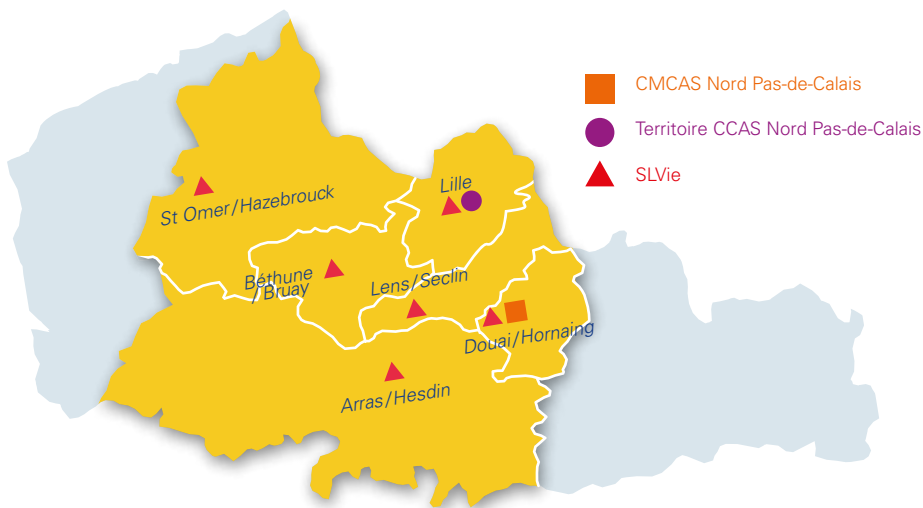 CMCAS Nord Pas-de-Calais
Territoire CCAS Nord Pas-de-Calais
SLVie
Lille
St Omer/Hazebrouck
Béthune
/Bruay
Lens/Seclin
Douai/Hornaing
Arras/Hesdin